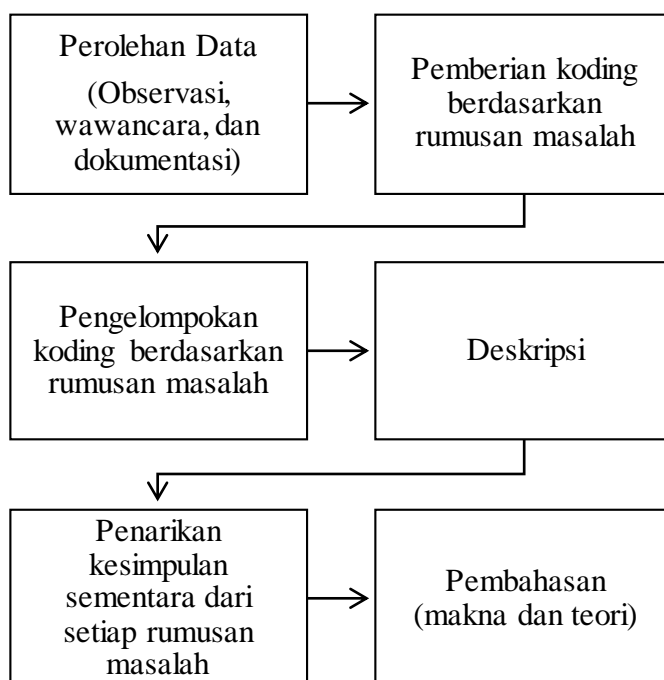 Perolehan Data
(Observasi,
wawancara, dan
dokumentasi)
Pemberian koding
berdasarkan
rumusan masalah
Pengelompokan
koding berdasarkan
rumusan masalah
Deskripsi
Penarikan
kesimpulan
sementara dari
setiap rumusan
masalah
Pembahasan
(makna dan teori)